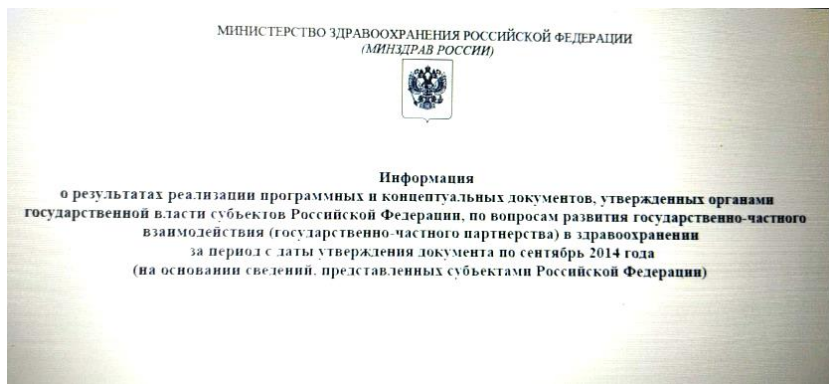 МИНИСТЕРСТВО ЗДРАВООХРАНЕНИЯ РОССИЙСКОЙ ФЕДЕРАЦИИ
(МИНЗДРАВ РОССИИ)
Информация
о результатах реализации программных и концептуальных документов, утвержденных органами
государственной власти субъектов Российской Федерации, по вопросам развития государственно-частного
взаимодействия (государственно-частного партнерства) в здравоохранении
за период с даты утверждения документа по сентябрь 2014 года
(на основании сведений, представленных субъектами Российской Федерации)